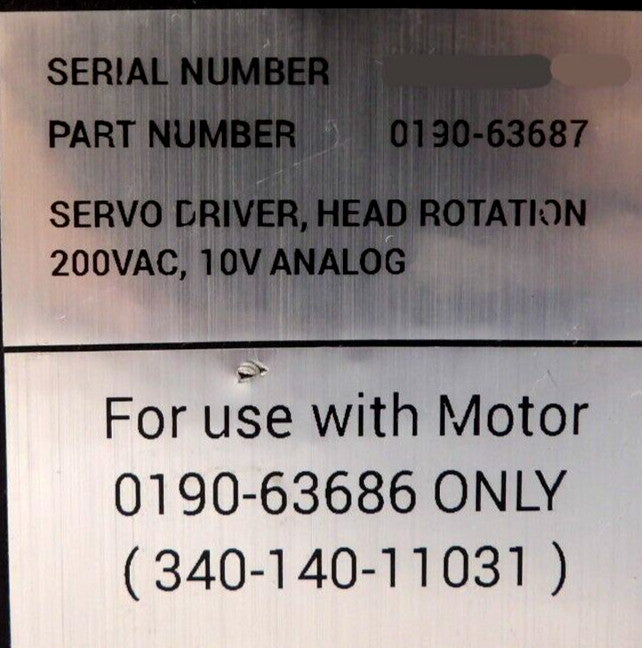 SERIAL NUMBER
PART NUMBER 0190-63687
SERVO DRIVER, HEAD ROTATION
200VAC, 10V ANALOG
For use with Motor
0190-63686 ONLY
( 340-140-11031 )